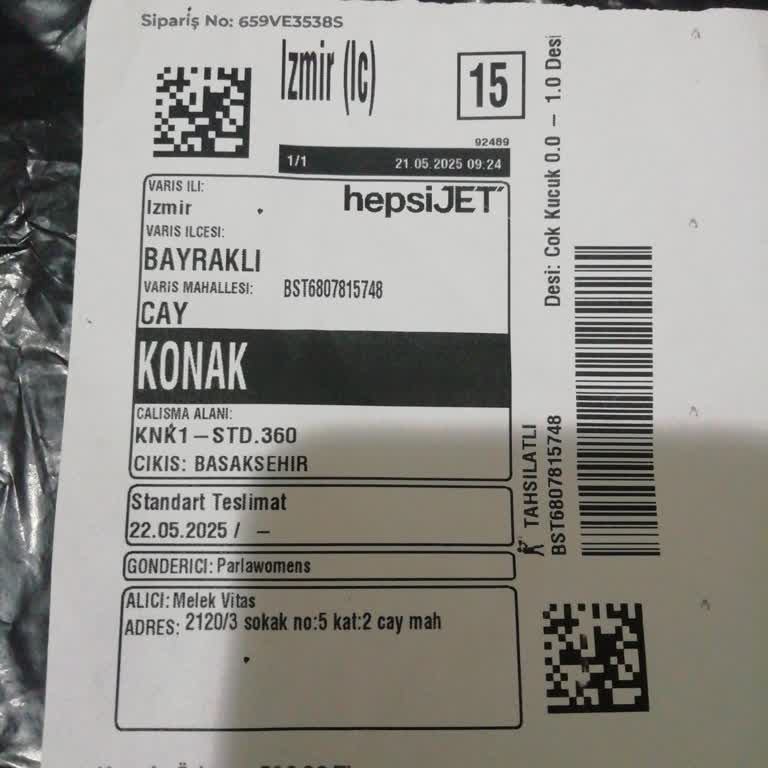 Sipariş No: 659VE3538S
Izmir (Ic)
15
92489
1/1 21.05.2025 09:24
VARIS ILI:
hepsiJET
Izmir
VARIS ILCESI:
BAYRAKLI
VARIS MAHALLESI: BST6807815748
CAY
KONAK
CALISMA ALANI:
KNK1-STD.360
CIKIS: BASAKSEHIR
Standart Teslimat
22.05.2025 / -
GONDERICI: Parlawomens
ALICI: Melek Vitas
ADRES: 2120/3 sokak no:5 kat:2 cay mah
Desi: Cok Kucuk 0.0 - 1.0 Desi
TAHSILATLI
BST6807815748